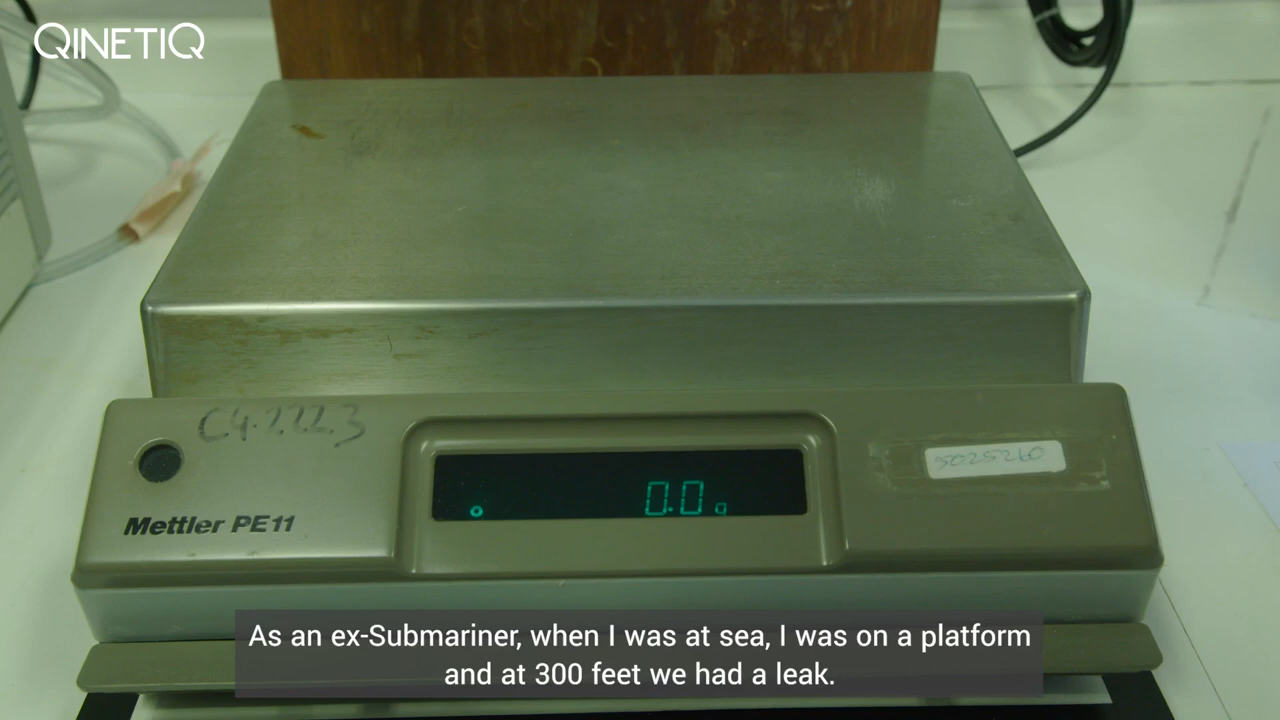 QINETIQ
C4.222.3
5025260
0.0 g
Mettler PE11
As an ex-Submariner, when I was at sea, I was on a platform
and at 300 feet we had a leak.